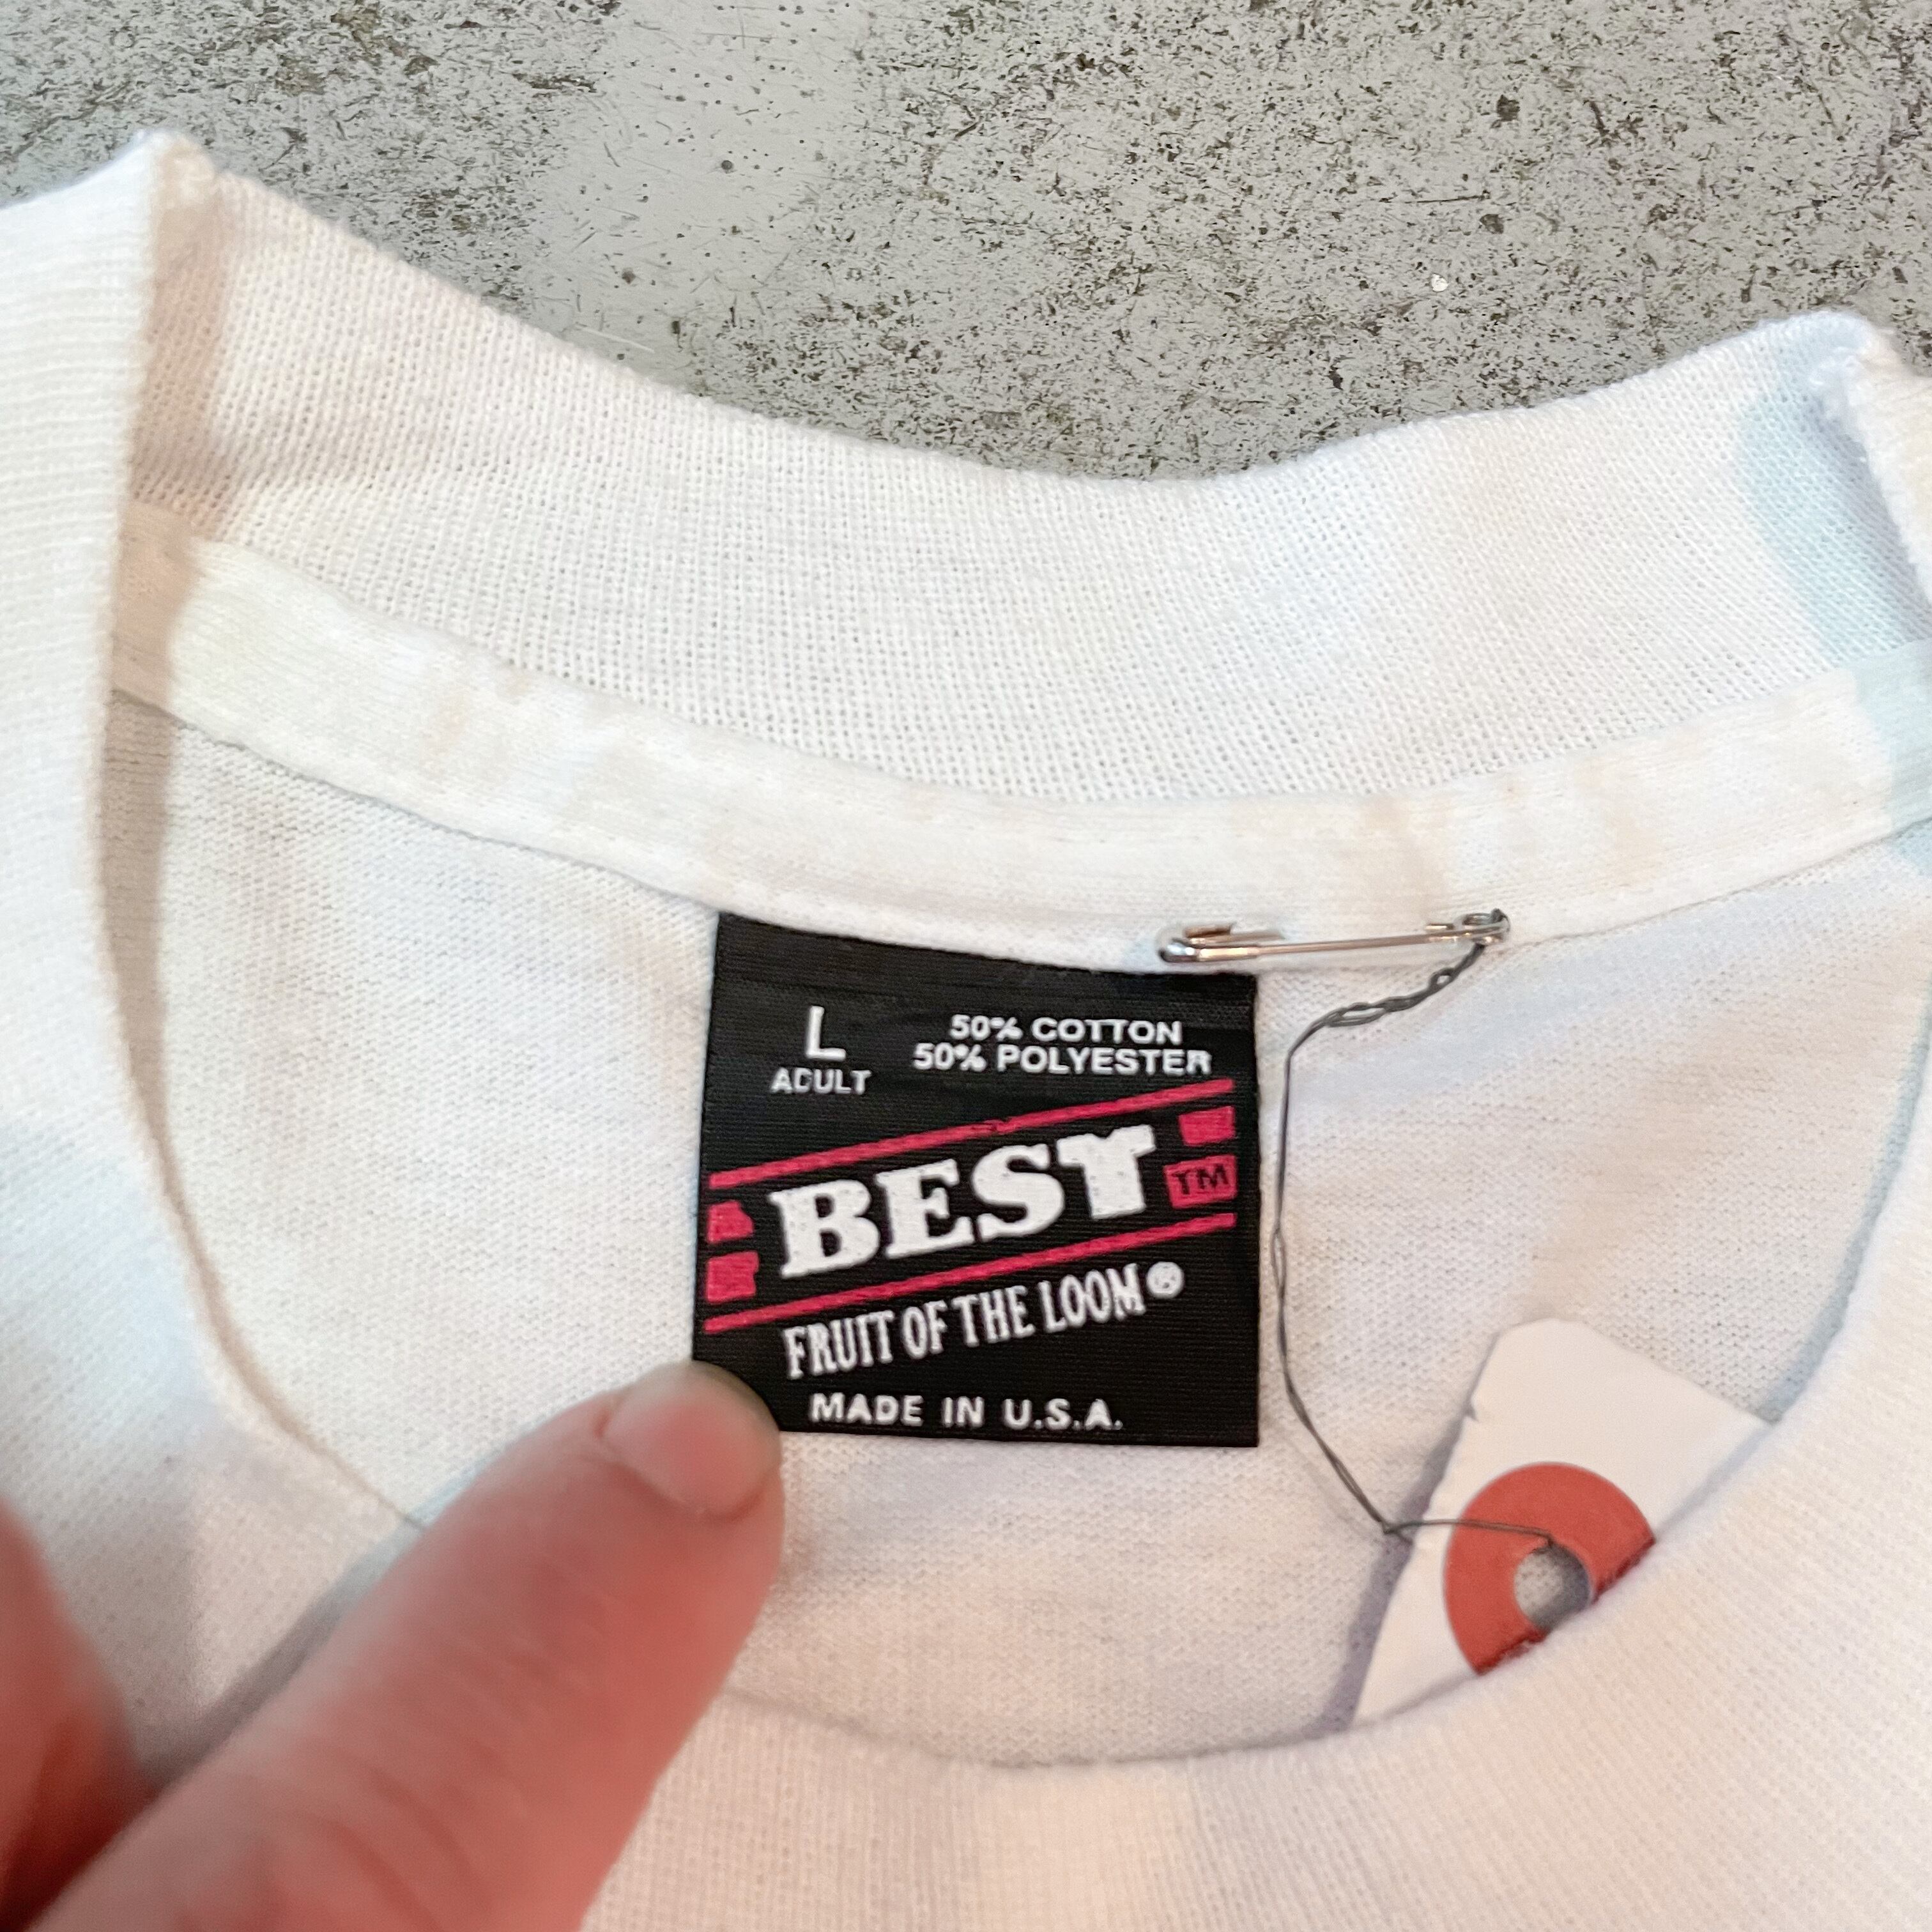 L
ADULT
50% COTTON
50% POLYESTER
BEST
TM
FRUIT OF THE LOOM®
MADE IN U.S.A.